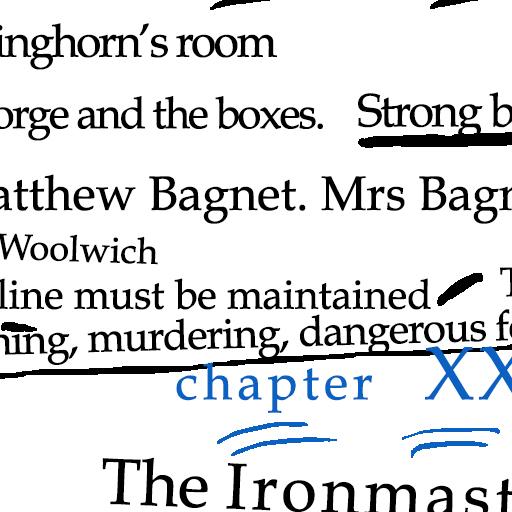 inghorn's room
orge and the boxes. Strong b
atthew Bagnet. Mrs Bagn
Woolwich
line must be maintained
ning, murdering, dangerous fe
chapter XX
The Ironmast